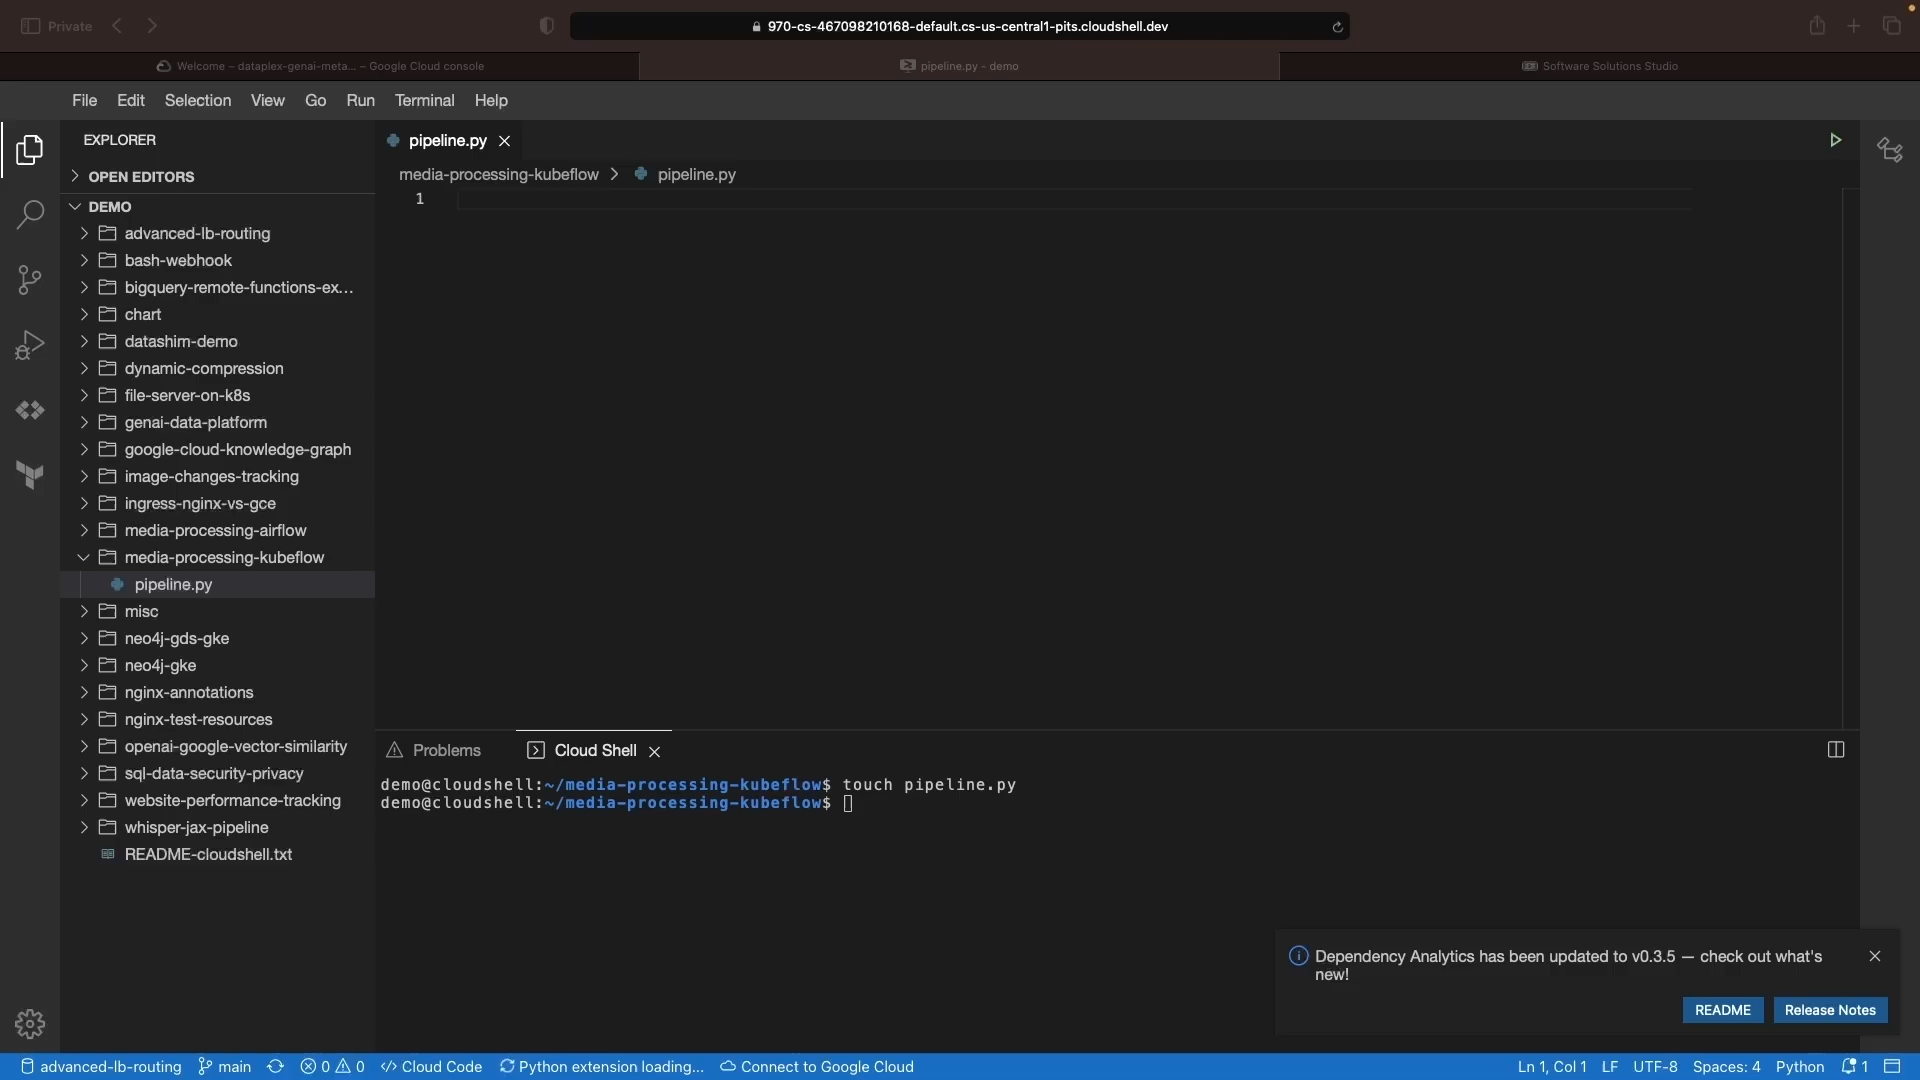 Private
970-cs-467098210168-default.cs-us-central1-pits.cloudshell.dev
Welcome – dataplex-genai-meta... – Google Cloud console
pipeline.py - demo
Software Solutions Studio
File Edit Selection View Go Run Terminal Help
EXPLORER
OPEN EDITORS
DEMO
advanced-lb-routing
bash-webhook
bigquery-remote-functions-ex...
chart
datashim-demo
dynamic-compression
file-server-on-k8s
genai-data-platform
google-cloud-knowledge-graph
image-changes-tracking
ingress-nginx-vs-gce
media-processing-airflow
media-processing-kubeflow
pipeline.py
misc
neo4j-gds-gke
neo4j-gke
nginx-annotations
nginx-test-resources
openai-google-vector-similarity
sql-data-security-privacy
website-performance-tracking
whisper-jax-pipeline
README-cloudshell.txt
pipeline.py
media-processing-kubeflow > pipeline.py
1
Problems
Cloud Shell
demo@cloudshell:~/media-processing-kubeflow$ touch pipeline.py
demo@cloudshell:~/media-processing-kubeflow$
Dependency Analytics has been updated to v0.3.5 — check out what's
new!
README
Release Notes
advanced-lb-routing main 0 0 Cloud Code Python extension loading... Connect to Google Cloud Ln 1, Col 1 LF UTF-8 Spaces: 4 Python 1